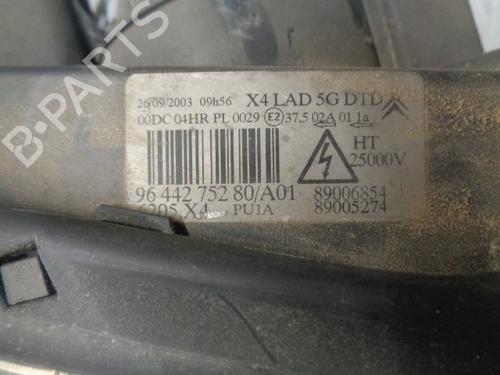 B-PARTS
26/09/2003 09h56 X4 LAD 5G DTD
00DC 04HR PL 0029 E2 37.5 02A 01 1a
HT
25000V
96 442 752 80/A01 89006854
6205 X4 PU1A 89005274